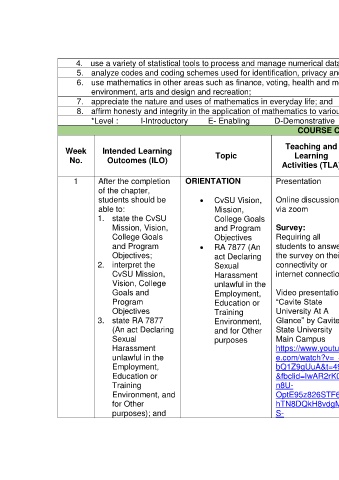 4. use a variety of statistical tools to process and manage numerical data
5. analyze codes and coding schemes used for identification, privacy an
6. use mathematics in other areas such as finance, voting, health and m
environment, arts and design and recreation;
7. appreciate the nature and uses of mathematics in everyday life; and
8. affirm honesty and integrity in the application of mathematics to variou
*Level : I-Introductory E- Enabling D-Demonstrative
COURSE C
Week No.
Intended Learning Outcomes (ILO)
Topic
Teaching and Learning Activities (TLA
1
After the completion
of the chapter,
students should be
able to:
1. state the CvSU
Mission, Vision,
College Goals
and Program
Objectives;
2. interpret the
CvSU Mission,
Vision, College
Goals and
Program
Objectives
3. state RA 7877
(An act Declaring
Sexual
Harassment
unlawful in the
Employment,
Education or
Training
Environment, and
for Other
purposes); and
ORIENTATION
• CvSU Vision,
Mission,
College Goals
and Program
Objectives
• RA 7877 (An
act Declaring
Sexual
Harassment
unlawful in the
Employment,
Education or
Training
Environment,
and for Other
purposes
Presentation
Online discussion
via zoom
Survey:
Requiring all
students to answe
the survey on thei
connectivity or
internet connectio
Video presentatio
"Cavite State
University At A
Glance" by Cavite
State University
Main Campus
https://www.youtu
e.com/watch?v=
bQ1Z9qUuA&t=4
&fbclid=IwAR2rK
n8U-
OptE95z826STF6
hTN8DQkH8vdgM
S-